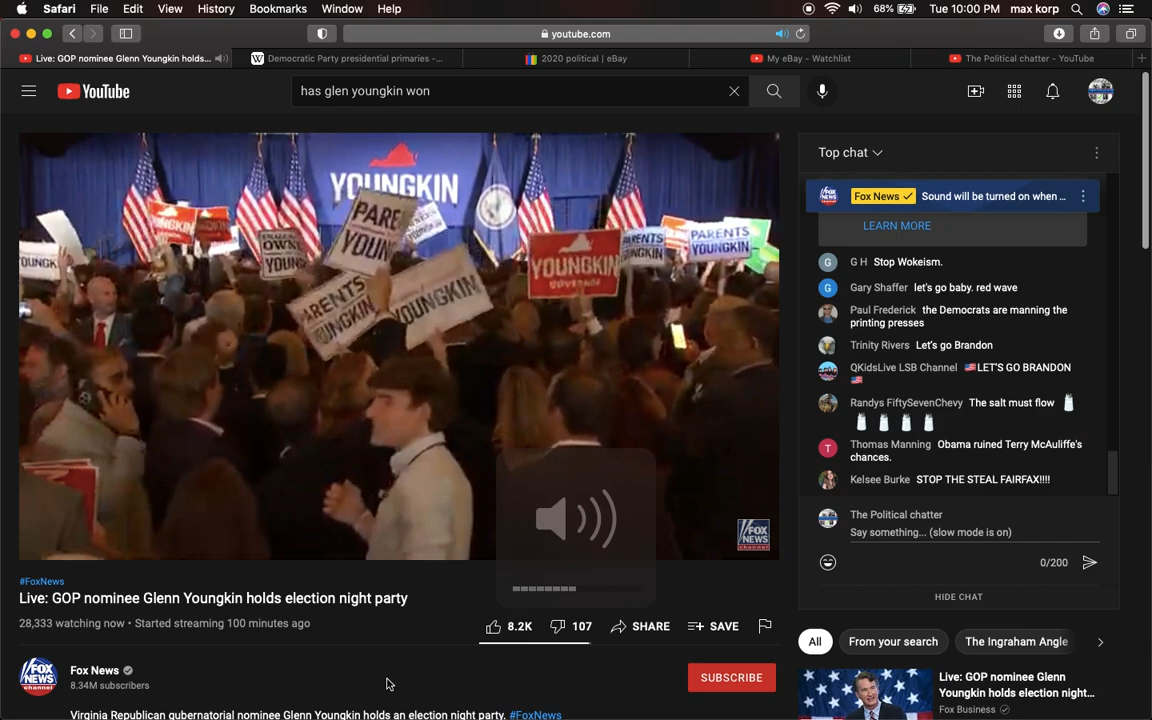 Safari File Edit View History Bookmarks Window Help 68% Tue 10:00 PM max korp
youtube.com
Live: GOP nominee Glenn Youngkin holds... Democratic Party presidential primaries -... 2020 political | eBay My eBay - Watchlist The Political chatter - YouTube
YouTube has glen youngkin won
YOUNGKIN
PARENTS
YOUNGKIN
PARENTS
YOUNGKIN
YOUNGKIN
YOUNGKIN
GOVERNOR
PARENTS
YOUNGKIN
FOX
NEWS
channel
#FoxNews
Live: GOP nominee Glenn Youngkin holds election night party
28,333 watching now • Started streaming 100 minutes ago
8.2K 107 SHARE SAVE
Fox News
8.34M subscribers
SUBSCRIBE
Virginia Republican gubernatorial nominee Glenn Youngkin holds an election night party. #FoxNews
Top chat
Fox News Sound will be turned on when ...
LEARN MORE
G H Stop Wokeism.
Gary Shaffer let's go baby. red wave
Paul Frederick the Democrats are manning the
printing presses
Trinity Rivers Let's go Brandon
QKidsLive LSB Channel 🇺🇸LET'S GO BRANDON
🇺🇸
Randys FiftySevenChevy The salt must flow 🧂
🧂 🧂 🧂 🧂
Thomas Manning Obama ruined Terry McAuliffe's
chances.
Kelsee Burke STOP THE STEAL FAIRFAX!!!!
The Political chatter
Say something... (slow mode is on)
0/200
HIDE CHAT
All From your search The Ingraham Angle
Live: GOP nominee Glenn
Youngkin holds election night...
Fox Business